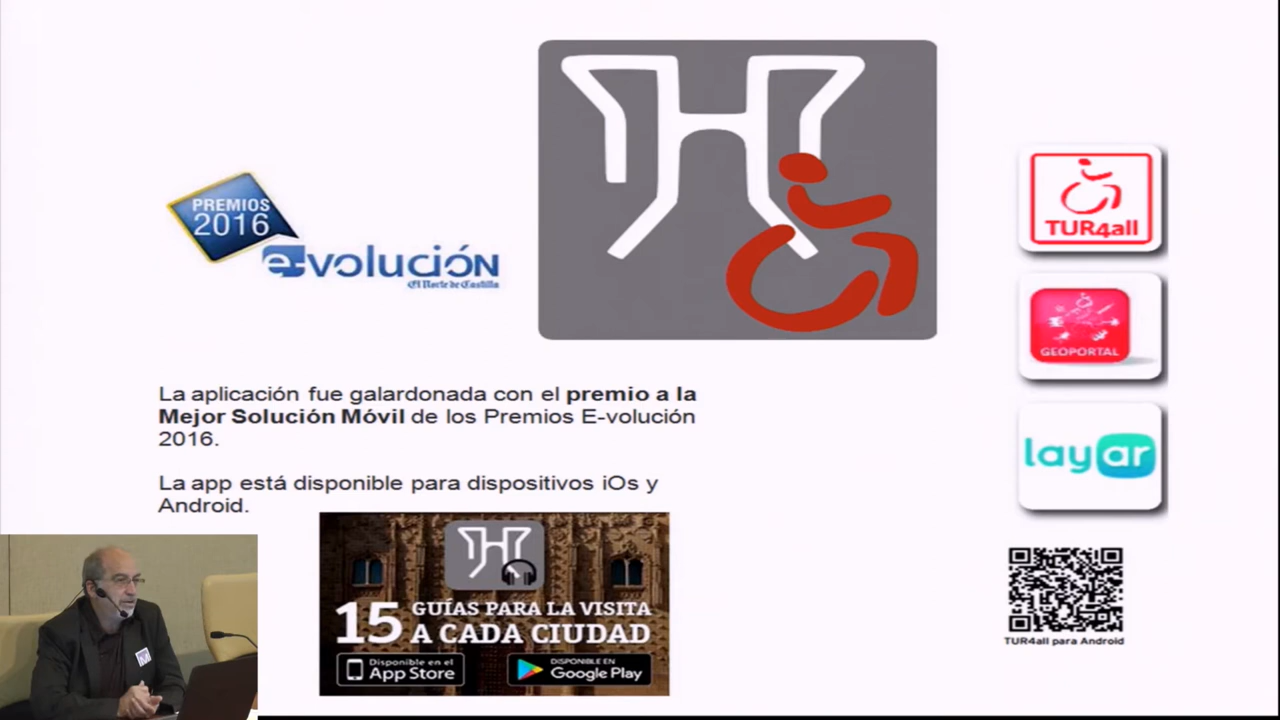 PREMIOS
2016
e-volución
El Norte de Castilla
TUR4all
GEOPORTAL
layar
La aplicación fue galardonada con el premio a la
Mejor Solución Móvil de los Premios E-volución
2016.
La app está disponible para dispositivos iOs y
Android.
15 GUÍAS PARA LA VISITA
A CADA CIUDAD
Disponible en el
App Store
DISPONIBLE EN
Google Play
TUR4all para Android